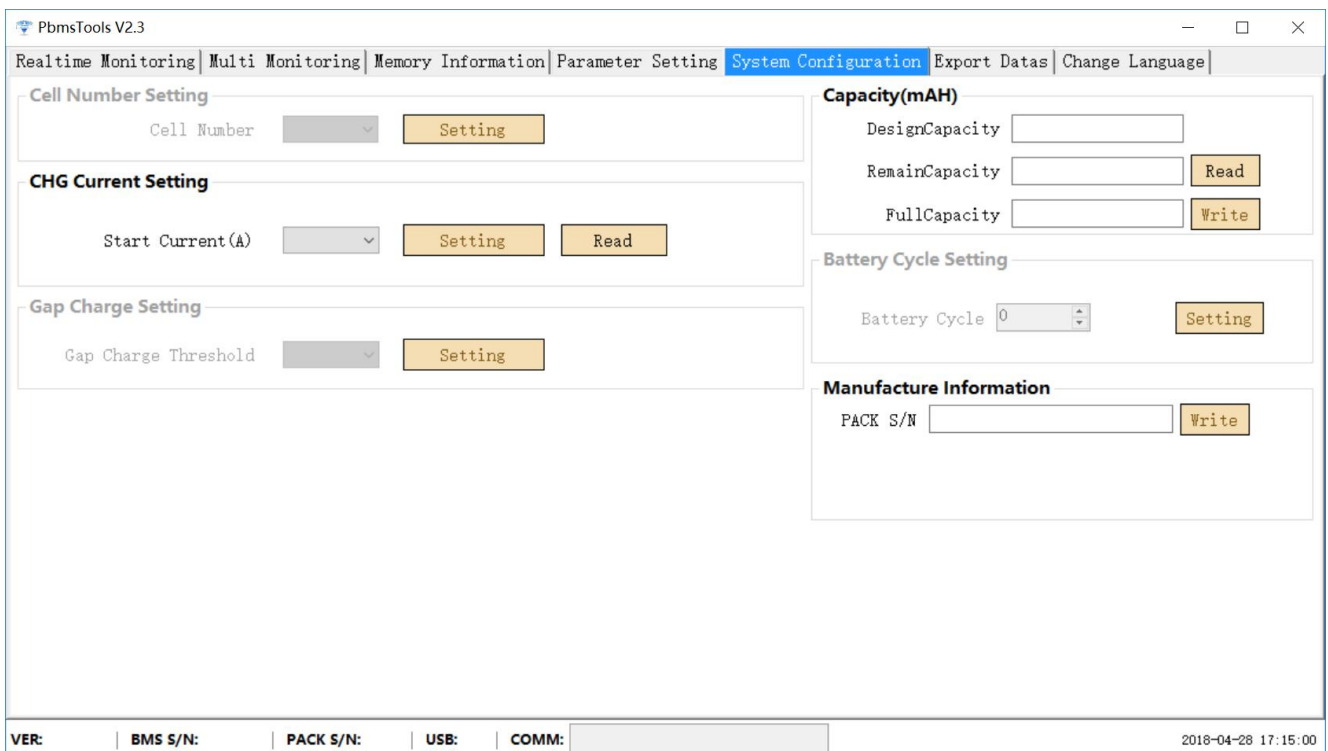 PbmsTools V2.3
Realtime Monitoring Multi Monitoring Memory Information Parameter Setting System Configuration Export Datas Change Language
Cell Number Setting
Cell Number Setting
CHG Current Setting
Start Current(A) Setting Read
Gap Charge Setting
Gap Charge Threshold Setting
Capacity(mAH)
DesignCapacity
RemainCapacity Read
FullCapacity Write
Battery Cycle Setting
Battery Cycle 0 Setting
Manufacture Information
PACK S/N Write
VER: BMS S/N: PACK S/N: USB: COMM: 2018-04-28 17:15:00